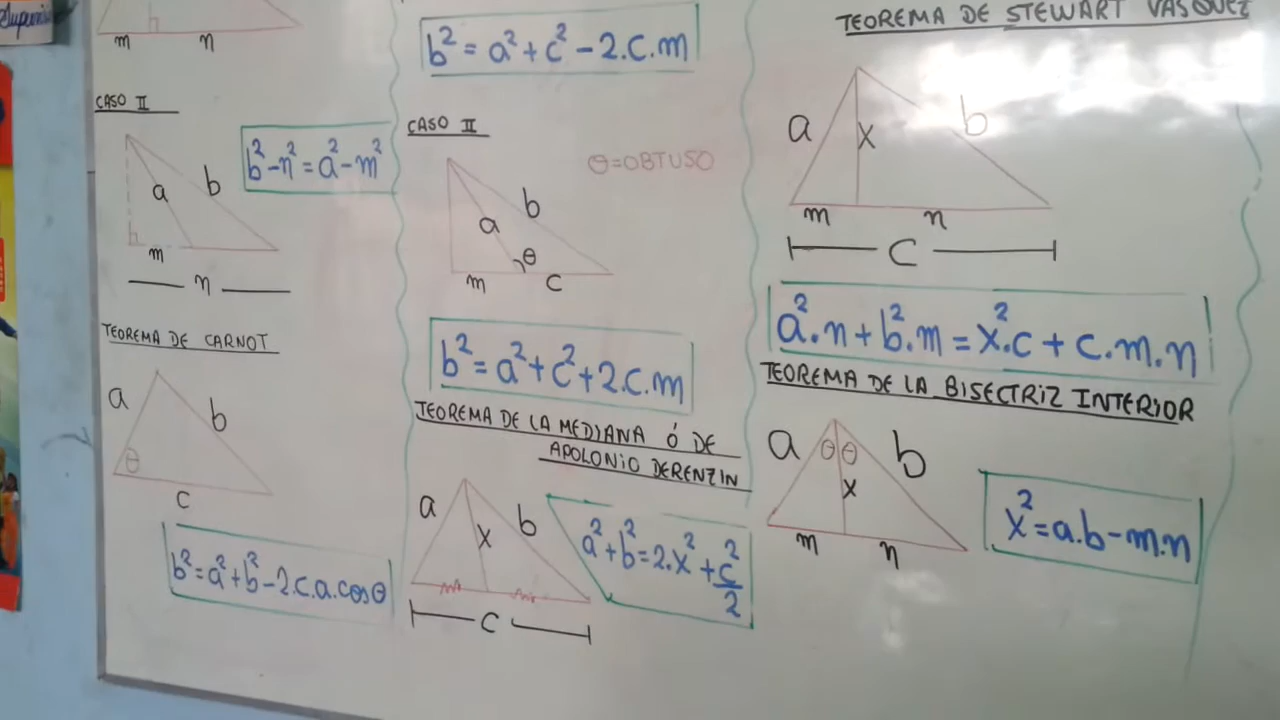 m h n
CASO II
b²-n²=a²-m²
a b
h
m
n
TEOREMA DE CARNOT
a b
θ
c
b²=a²+b²-2.c.a.cosθ
b²=a²+c²-2.c.m
CASO II
θ=OBTUSO
b
a
θ
m c
b²=a²+c²+2.c.m
TEOREMA DE LA MEDIANA Ó DE
APOLONIO DERENZIN
a x b
c
a²+b²=2.x²+c²/2
TEOREMA DE STEWART VASQUEZ
a x b
m n
C
a².n+b².m=x².c+c.m.n
TEOREMA DE LA BISECTRIZ INTERIOR
a θ θ b
x
m n
x²=a.b-m.n